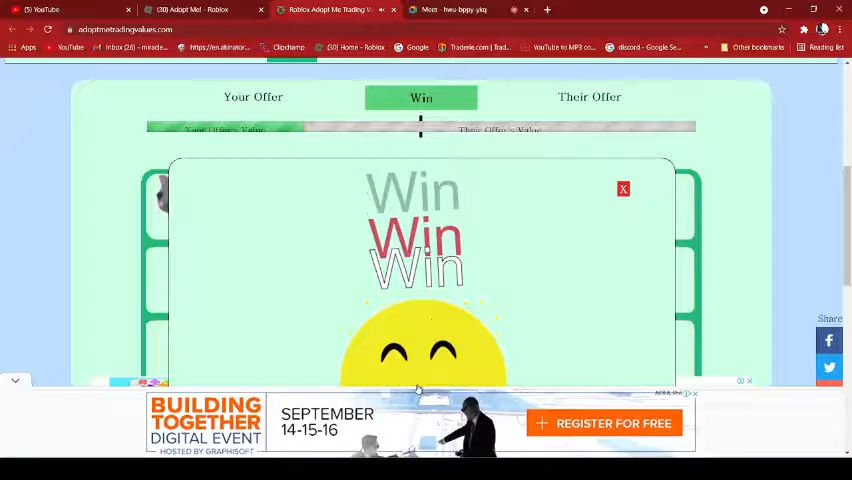 (5) YouTube
(30) Adopt Me! - Roblox
Roblox Adopt Me Trading V
Meet - hwu-bppy-ykq
adoptmetradingvalues.com
Apps
YouTube
Inbox (26) - mirade
https://en.akinator
Clipchamp
(30) Home - Roblox
Google
Traderie.com | Trad
YouTube to MP3 co
discord - Google Se
»
Other bookmarks
Reading list
Your Offer
Win
Their Offer
Your Offer's Value
Their Offer's Value
X
Win
Win
Win
Share
BUILDING
TOGETHER
DIGITAL EVENT
HOSTED BY GRAPHISOFT
SEPTEMBER
14-15-16
+ REGISTER FOR FREE